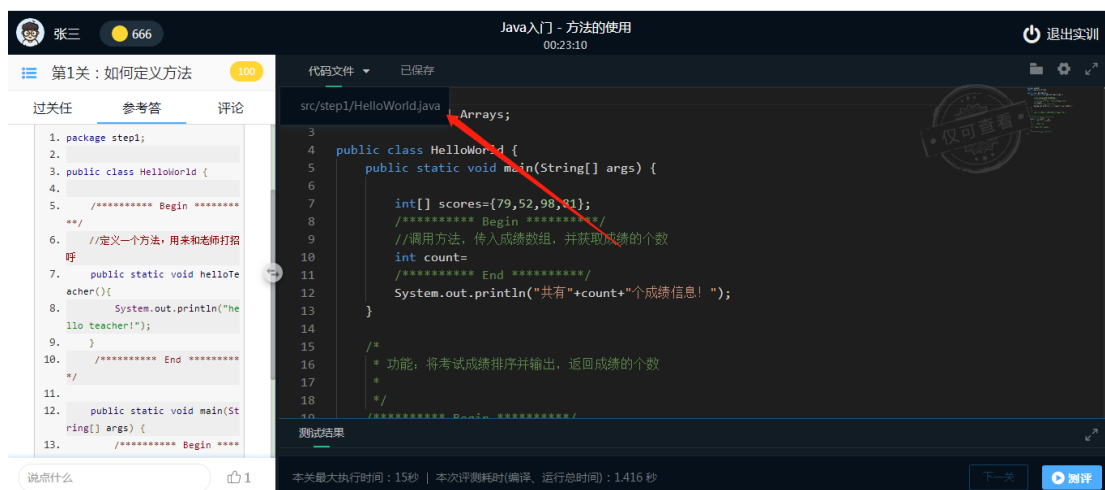 张三
666
Java入门 - 方法的使用
00:23:10
退出实训
第1关：如何定义方法
100
代码文件
已保存
过关任
参考答
评论
1. package step1;
2.
3. public class HelloWorld {
4.
5. /********** Begin ********
**/
6. //定义一个方法，用来和老师打招
呼
7. public static void helloTe
acher(){
8. System.out.println("he
llo teacher!");
9. }
10. /********** End *********
*/
11.
12. public static void main(St
ring[] args) {
13. /********** Begin ****
说点什么
1
src/step1/HelloWorld.java
Arrays;
3
4 public class HelloWorld {
5 public static void main(String[] args) {
6
7 int[] scores={79,52,98,81};
8 /********** Begin **********/
9 //调用方法，传入成绩数组，并获取成绩的个数
10 int count=
11 /********** End **********/
12 System.out.println("共有"+count+"个成绩信息！");
13 }
14
15 /*
16 * 功能：将考试成绩排序并输出，返回成绩的个数
17 *
18 */
19 /********** Begin **********/
仅可查看
测试结果
本关最大执行时间：15秒 | 本次评测耗时(编译、运行总时间)：1.416 秒
下一关
测评